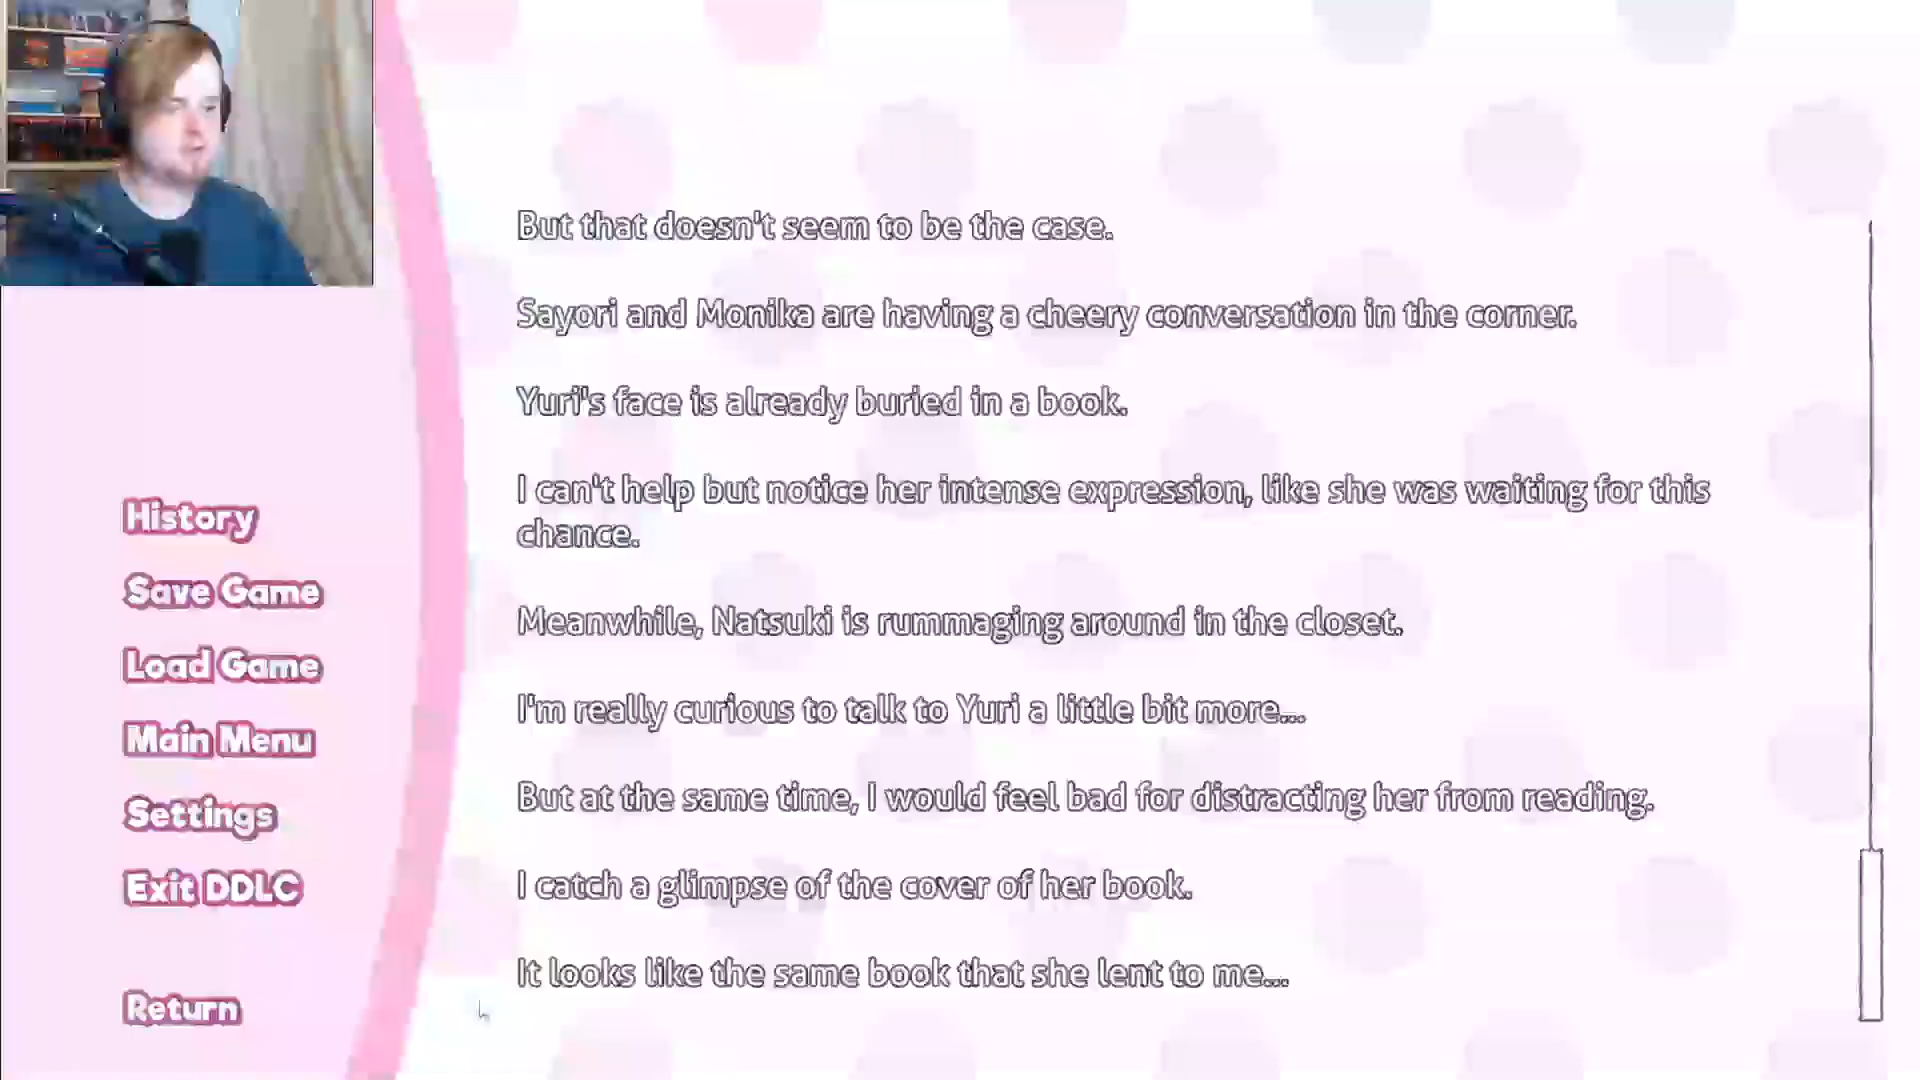 But that doesn't seem to be the case.
Sayori and Monika are having a cheery conversation in the corner.
Yuri's face is already buried in a book.
I can't help but notice her intense expression, like she was waiting for this
chance.
Meanwhile, Natsuki is rummaging around in the closet.
I'm really curious to talk to Yuri a little bit more...
But at the same time, I would feel bad for distracting her from reading.
I catch a glimpse of the cover of her book.
It looks like the same book that she lent to me...
History
Save Game
Load Game
Main Menu
Settings
Exit DDLC
Return